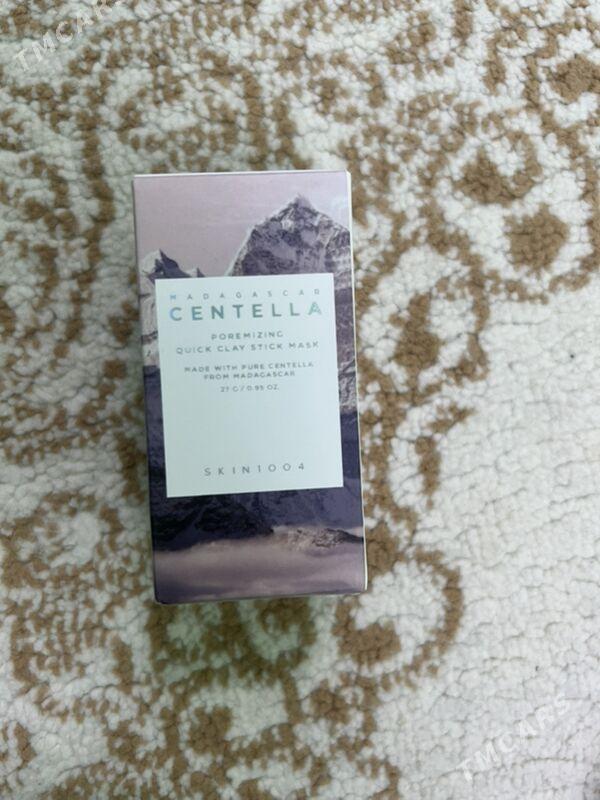 TMCARS
MADAGASCAR
CENTELLA
POREMIZING
QUICK CLAY STICK MASK
MADE WITH PURE CENTELLA
FROM MADAGASCAR
27 G / 0.95 OZ.
SKIN1004
TMCARS